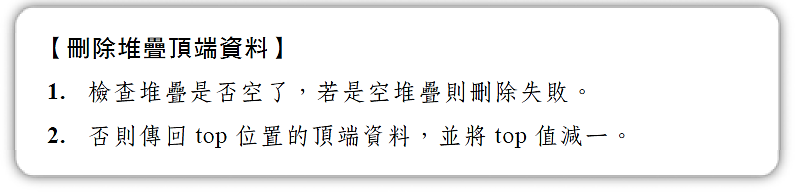 【刪除堆疊頂端資料】
1. 檢查堆疊是否空了，若是空堆疊則刪除失敗。
2. 否則傳回 top 位置的頂端資料，並將 top 值減一。